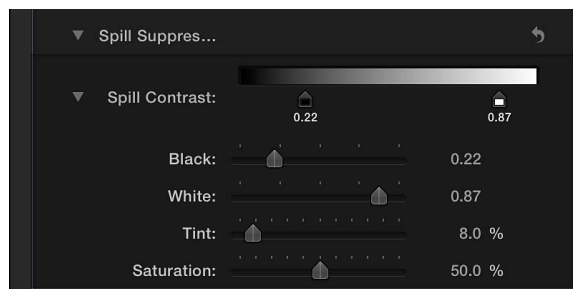 Spill Suppres...
Spill Contrast:
0.22 0.87
Black: 0.22
White: 0.87
Tint: 8.0 %
Saturation: 50.0 %